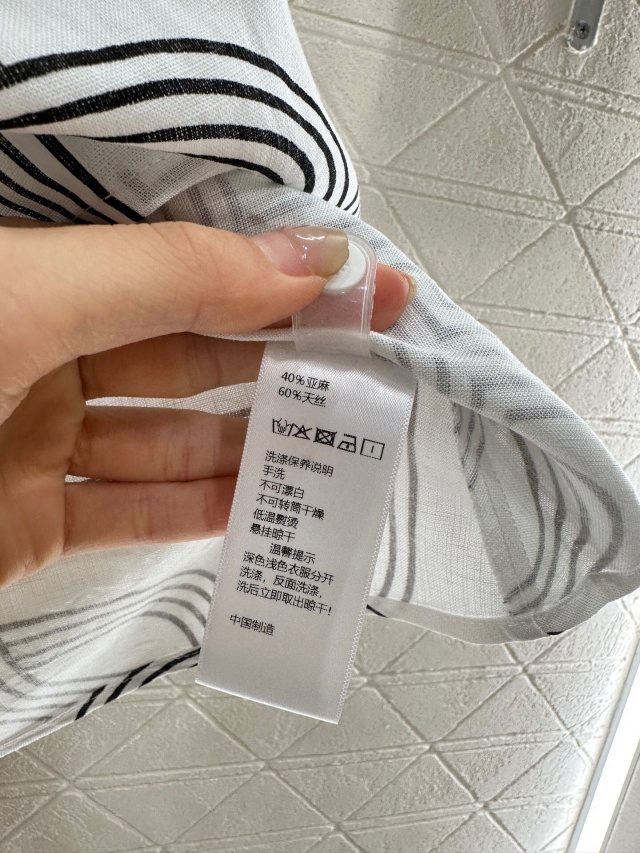 40%亚麻
60%天丝
洗涤保养说明
手洗
不可漂白
不可转筒干燥
低温熨烫
悬挂晾干
温馨提示
深色浅色衣服分开
洗涤，反面洗涤，
洗后立即取出晾干！
中国制造